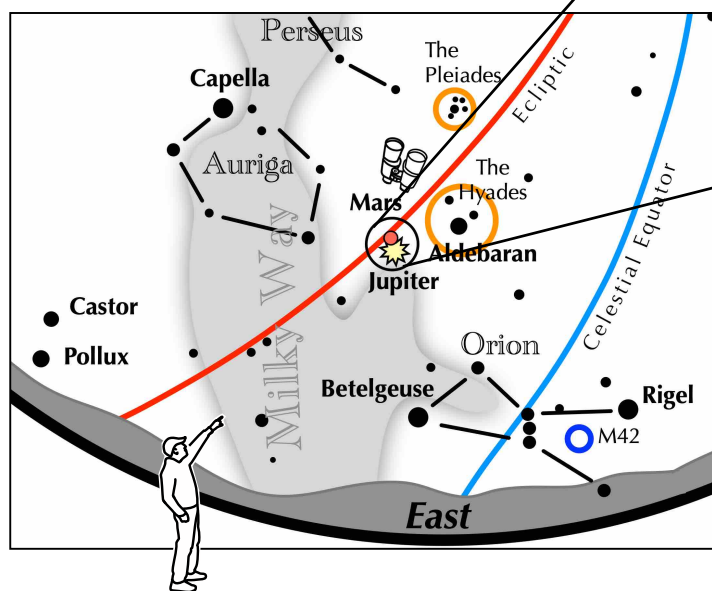 Perseus
The
Pleiades
Ecliptic
Capella
Auriga
The
Hyades
Mars
Aldebaran
Jupiter
Celestial Equator
Milky Way
Castor
Pollux
Orion
Betelgeuse
Rigel
M42
East